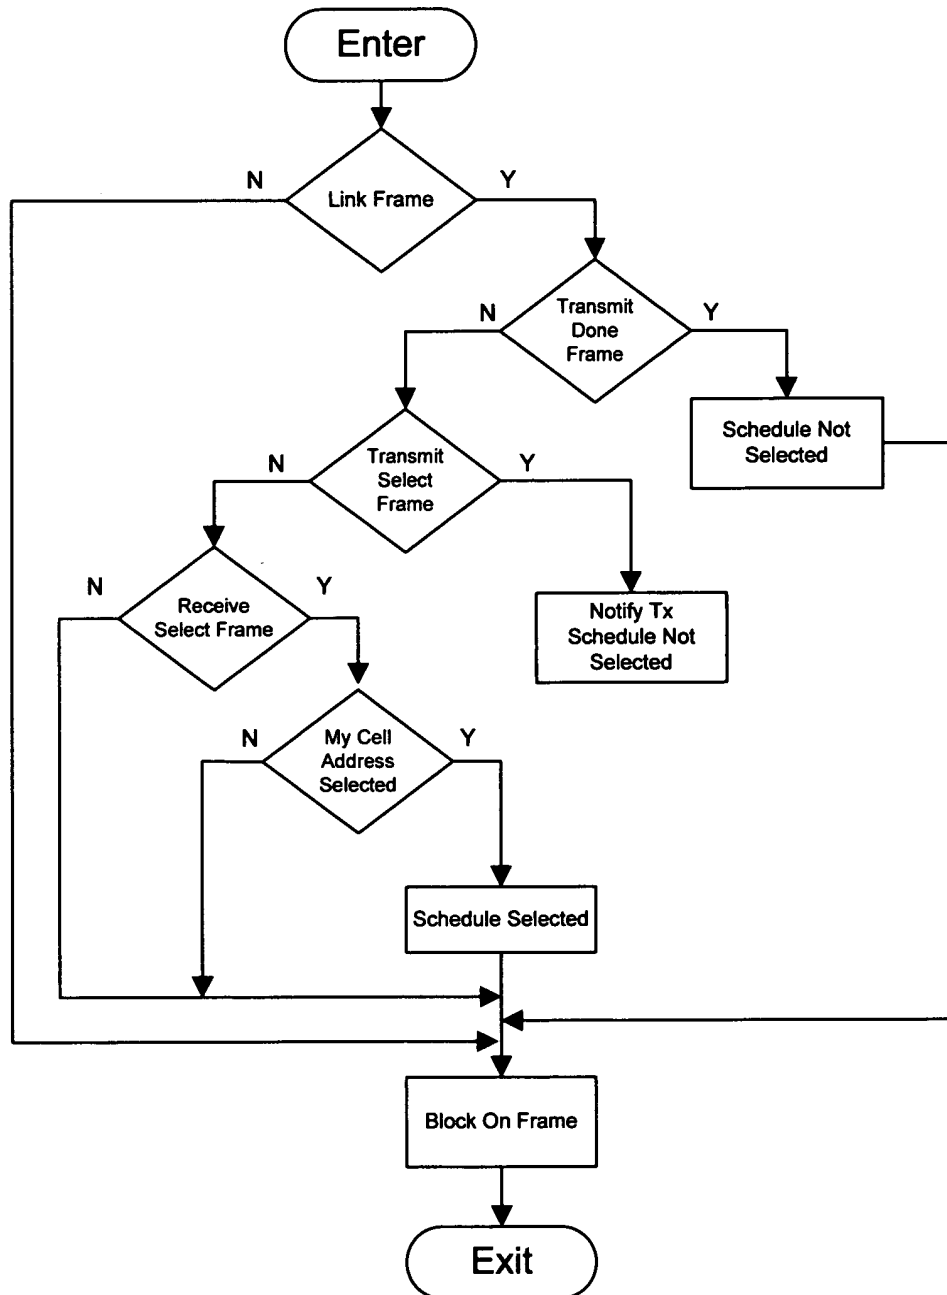 Enter
N
Y
Link Frame
N
Transmit
Done
Frame
Y
Schedule Not
Selected
N
Transmit
Select
Frame
Y
N
Receive
Select Frame
Y
Notify Tx
Schedule Not
Selected
N
My Cell
Address
Selected
Y
Schedule Selected
Block On Frame
Exit